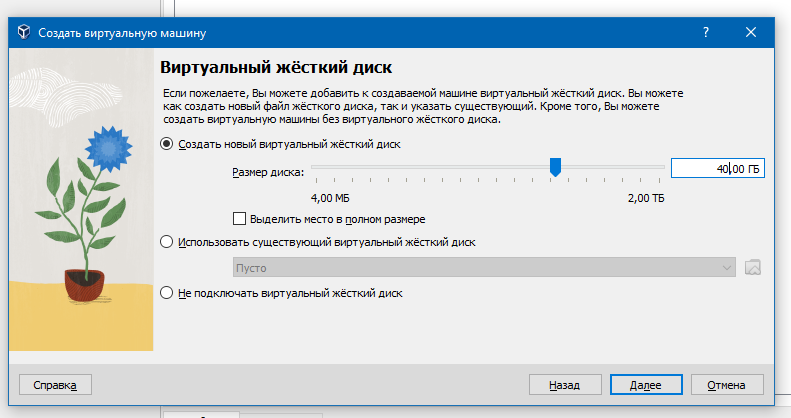 Создать виртуальную машину
?
Виртуальный жёсткий диск
Если пожелаете, Вы можете добавить к создаваемой машине виртуальный жёсткий диск. Вы можете
как создать новый файл жёсткого диска, так и указать существующий. Кроме того, Вы можете
создать виртуальную машины без виртуального жёсткого диска.
Создать новый виртуальный жёсткий диск
Размер диска:
40,00 ГБ
4,00 МБ
2,00 ТБ
Выделить место в полном размере
Использовать существующий виртуальный жёсткий диск
Пусто
Не подключать виртуальный жёсткий диск
Справка
Назад
Далее
Отмена